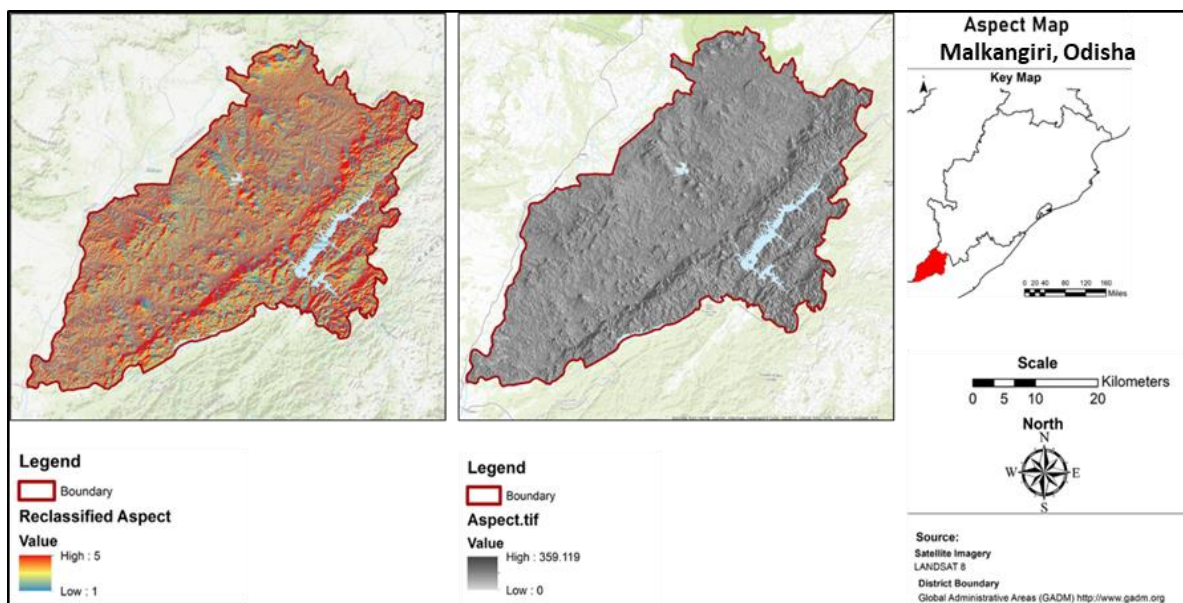 Aspect Map
Malkangiri, Odisha
Key Map
0 20 40 80 120 160
Miles
Scale
Kilometers
0 5 10 20
North
N
W E
S
Source:
Satellite Imagery
LANDSAT 8
District Boundary
Global Administrative Areas (GADM) http://www.gadm.org
Legend
Boundary
Reclassified Aspect
Value
High : 5
Low : 1
Legend
Boundary
Aspect.tif
Value
High : 359.119
Low : 0